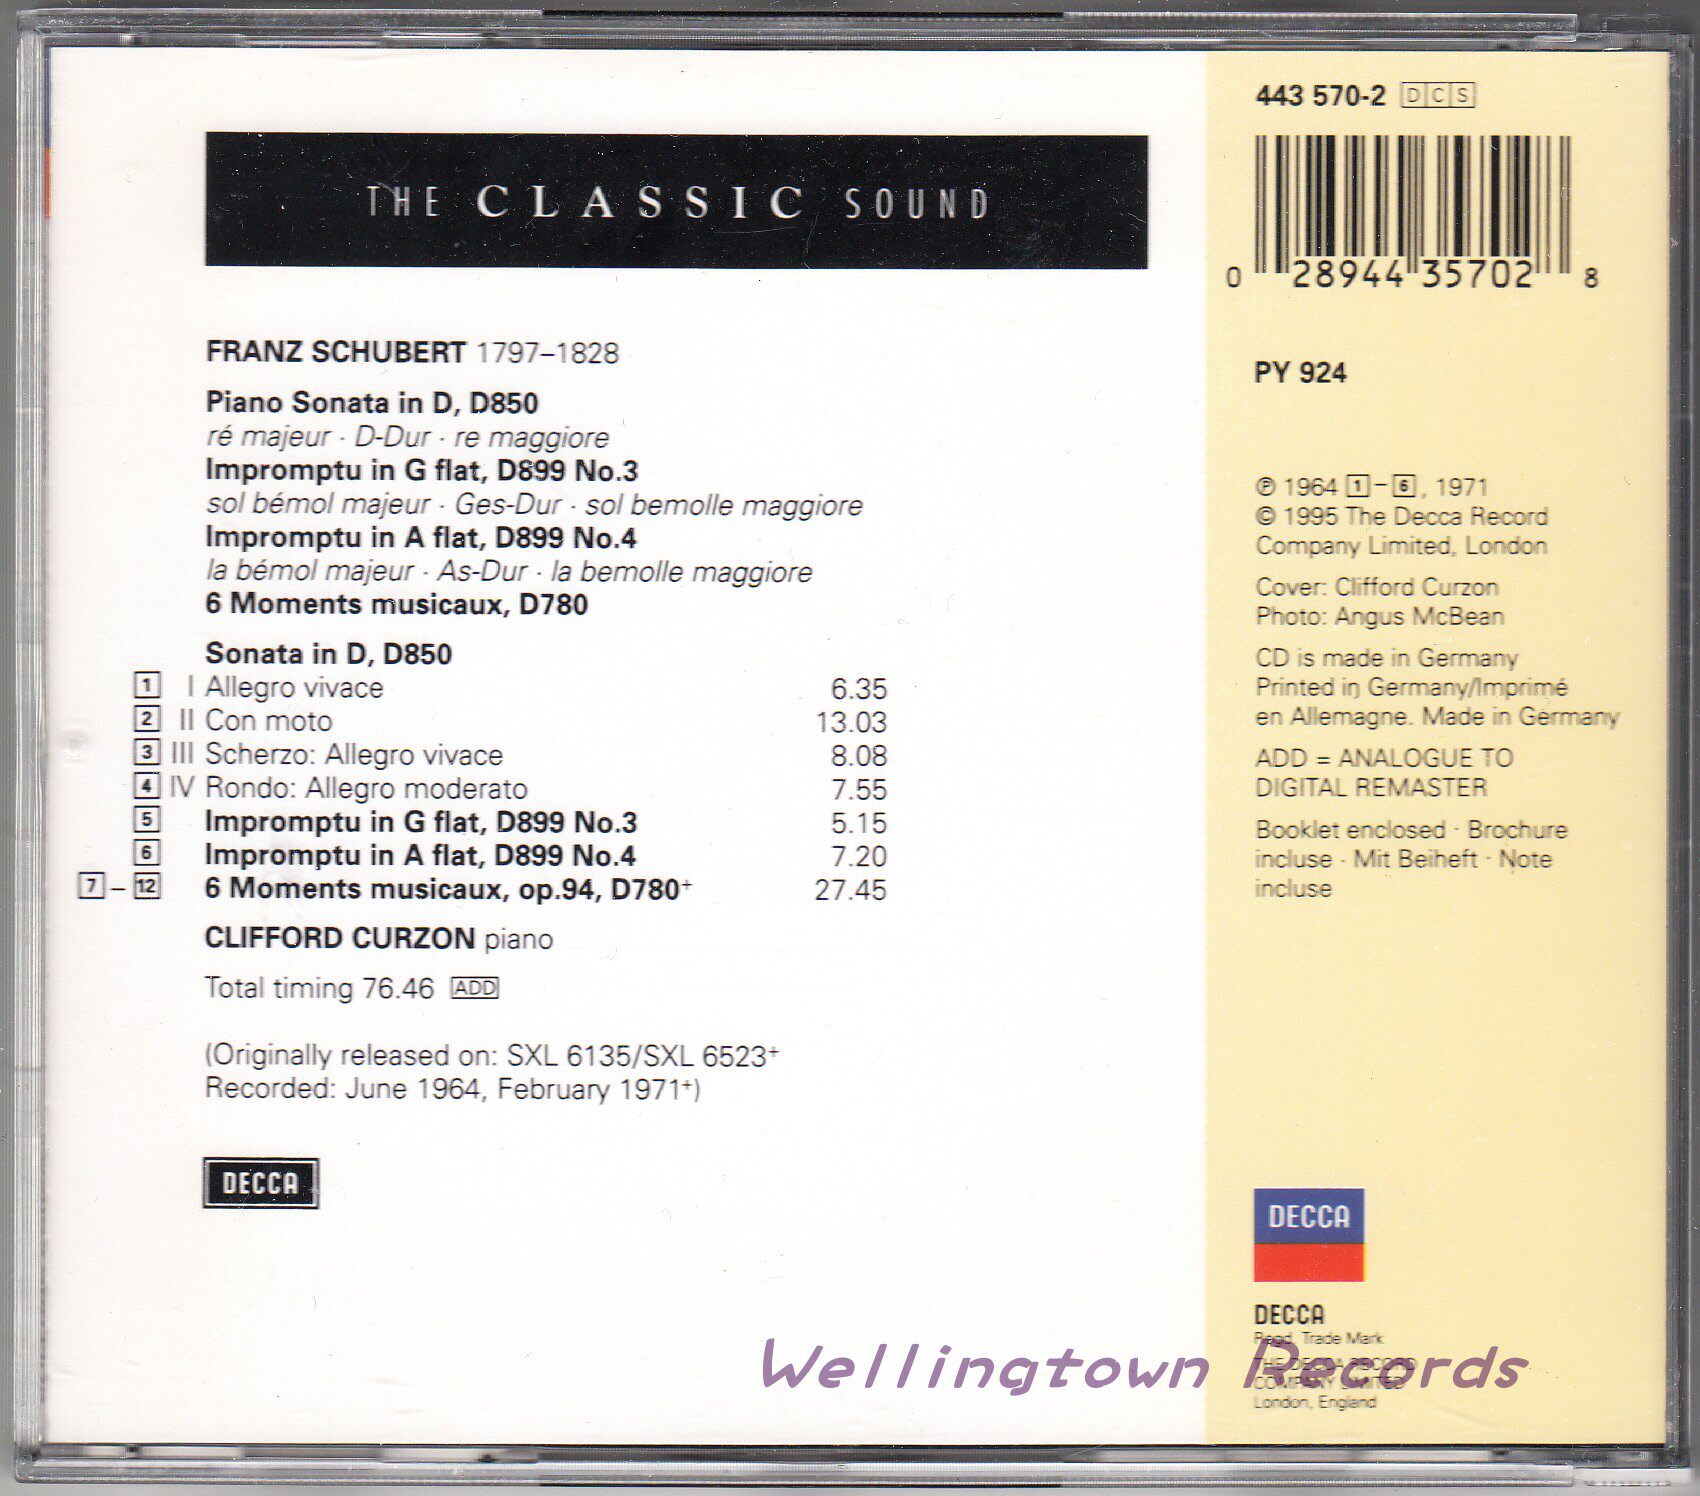 THE CLASSIC SOUND
FRANZ SCHUBERT 1797–1828
Piano Sonata in D, D850
ré majeur · D-Dur · re maggiore
Impromptu in G flat, D899 No.3
sol bémol majeur · Ges-Dur · sol bemolle maggiore
Impromptu in A flat, D899 No.4
la bémol majeur · As-Dur · la bemolle maggiore
6 Moments musicaux, D780
Sonata in D, D850
1 I Allegro vivace 6.35
2 II Con moto 13.03
3 III Scherzo: Allegro vivace 8.08
4 IV Rondo: Allegro moderato 7.55
5 Impromptu in G flat, D899 No.3 5.15
6 Impromptu in A flat, D899 No.4 7.20
7 – 12 6 Moments musicaux, op.94, D780+ 27.45
CLIFFORD CURZON piano
Total timing 76.46 ADD
(Originally released on: SXL 6135/SXL 6523+
Recorded: June 1964, February 1971+)
DECCA
443 570-2 DCS
0 28944 35702 8
PY 924
℗ 1964 1 – 6, 1971
© 1995 The Decca Record
Company Limited, London
Cover: Clifford Curzon
Photo: Angus McBean
CD is made in Germany
Printed in Germany/Imprimé
en Allemagne. Made in Germany
ADD = ANALOGUE TO
DIGITAL REMASTER
Booklet enclosed · Brochure
incluse · Mit Beiheft · Note
incluse
DECCA
DECCA
Regd. Trade Mark
THE DECCA RECORD
COMPANY LIMITED
London, England
Wellingtown Records